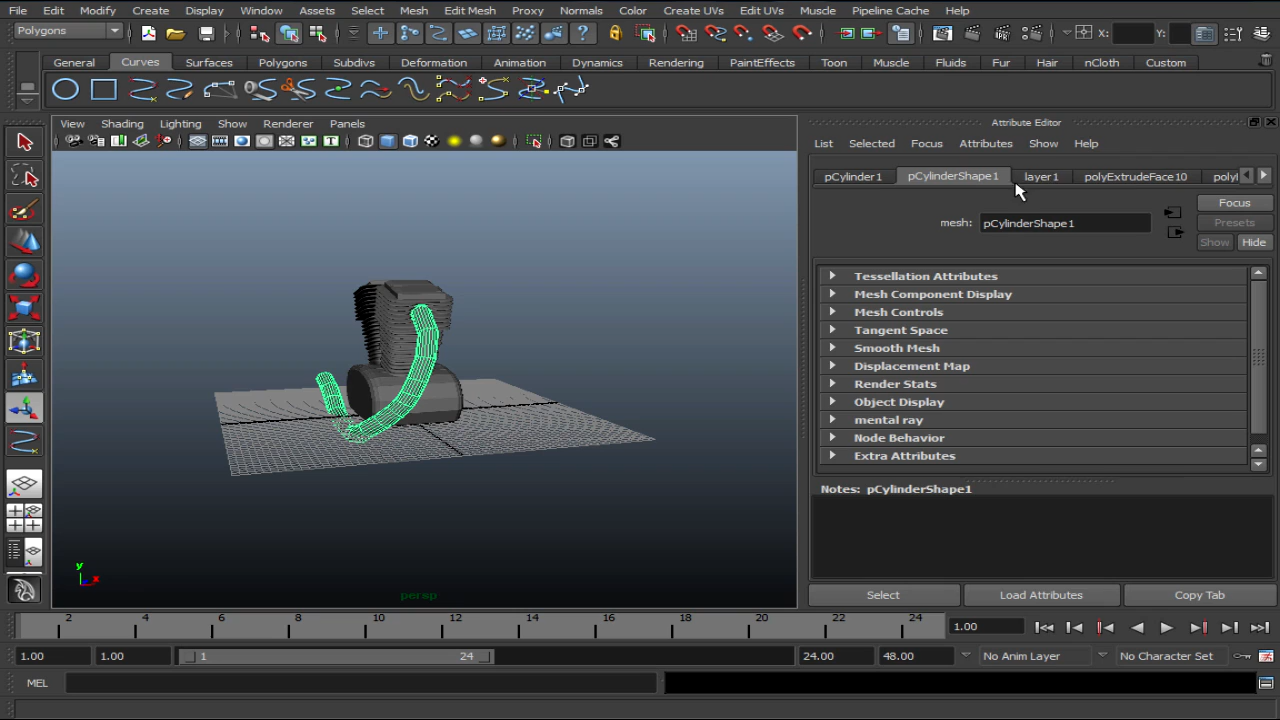 File Edit Modify Create Display Window Assets Select Mesh Edit Mesh Proxy Normals Color Create UVs Edit UVs Muscle Pipeline Cache Help
Polygons X: Y:
General Curves Surfaces Polygons Subdivs Deformation Animation Dynamics Rendering PaintEffects Toon Muscle Fluids Fur Hair nCloth Custom
View Shading Lighting Show Renderer Panels
Attribute Editor
List Selected Focus Attributes Show Help
pCylinder1 pCylinderShape1 layer1 polyExtrudeFace10
mesh: pCylinderShape1
Focus
Presets
Show Hide
Tessellation Attributes
Mesh Component Display
Mesh Controls
Tangent Space
Smooth Mesh
Displacement Map
Render Stats
Object Display
mental ray
Node Behavior
Extra Attributes
Notes: pCylinderShape1
y
x
persp
Select Load Attributes Copy Tab
2 4 6 8 10 12 14 16 18 20 22 24 1.00
1.00 1.00 1 24 24.00 48.00 No Anim Layer No Character Set
MEL